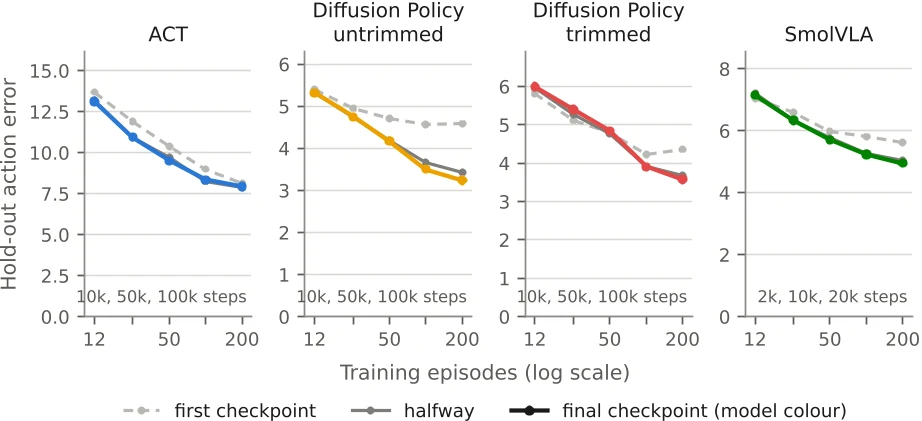 ACT
Diffusion Policy
untrimmed
Diffusion Policy
trimmed
SmolVLA
Hold-out action error
15.0
12.5
10.0
7.5
5.0
2.5
0.0
10k, 50k, 100k steps
12
50
200
6
5
4
3
2
1
0
10k, 50k, 100k steps
12
50
200
6
5
4
3
2
1
0
10k, 50k, 100k steps
12
50
200
8
6
4
2
0
2k, 10k, 20k steps
12
50
200
Training episodes (log scale)
first checkpoint
halfway
final checkpoint (model colour)